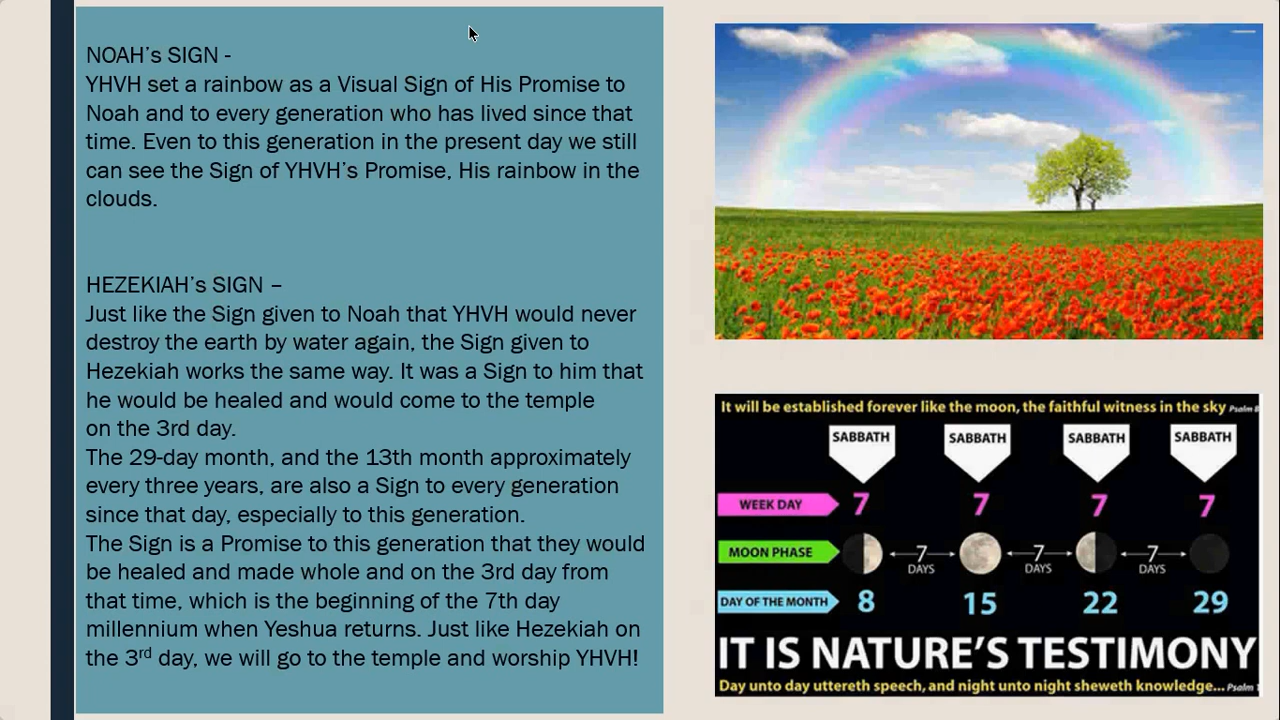 NOAH’s SIGN -
YHVH set a rainbow as a Visual Sign of His Promise to
Noah and to every generation who has lived since that
time. Even to this generation in the present day we still
can see the Sign of YHVH’s Promise, His rainbow in the
clouds.
HEZEKIAH’s SIGN –
Just like the Sign given to Noah that YHVH would never
destroy the earth by water again, the Sign given to
Hezekiah works the same way. It was a Sign to him that
he would be healed and would come to the temple
on the 3rd day.
The 29-day month, and the 13th month approximately
every three years, are also a Sign to every generation
since that day, especially to this generation.
The Sign is a Promise to this generation that they would
be healed and made whole and on the 3rd day from
that time, which is the beginning of the 7th day
millennium when Yeshua returns. Just like Hezekiah on
the 3rd day, we will go to the temple and worship YHVH!
It will be established forever like the moon, the faithful witness in the sky Psalm 8
SABBATH SABBATH SABBATH SABBATH
WEEK DAY 7 7 7 7
MOON PHASE 7 DAYS 7 DAYS 7 DAYS
DAY OF THE MONTH 8 15 22 29
IT IS NATURE’S TESTIMONY
Day unto day uttereth speech, and night unto night sheweth knowledge... Psalm 1